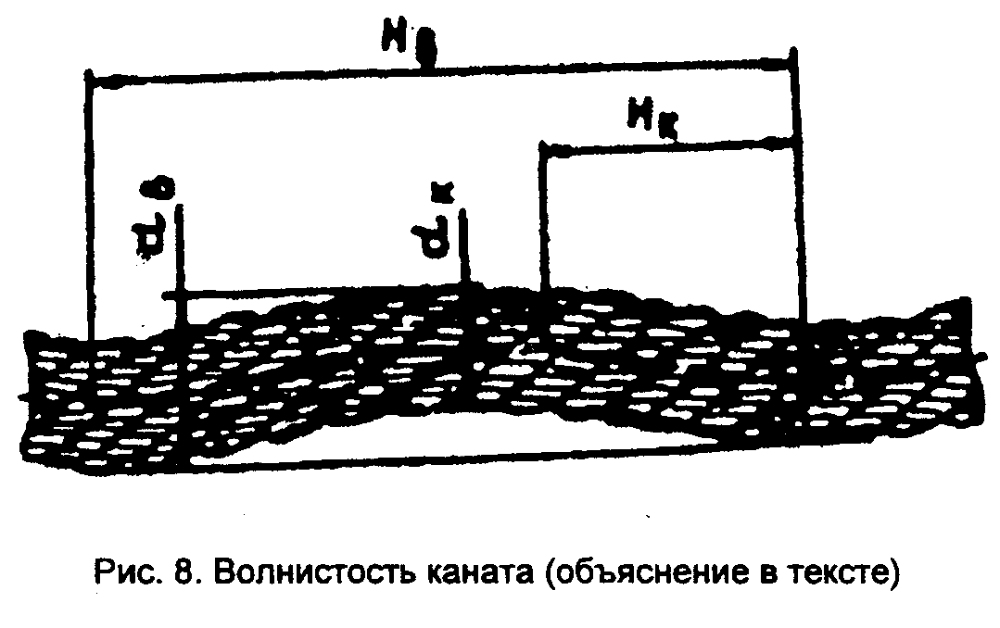 Hв
Hк
dв
dк
Рис. 8. Волнистость каната (объяснение в тексте)